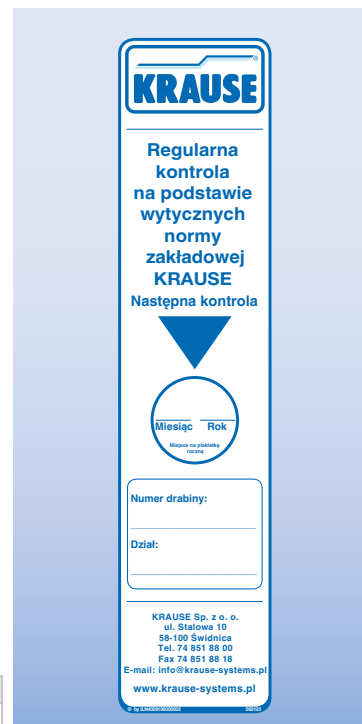 KRAUSE
®
Regularna
kontrola
na podstawie
wytycznych
normy
zakładowej
KRAUSE
Następna kontrola
Miesiąc Rok
Miejsce na plakietkę
roczną
Numer drabiny:
Dział:
KRAUSE Sp. z o. o.
ul. Stalowa 10
58-100 Świdnica
Tel. 74 851 88 00
Fax 74 851 88 18
E-mail: info@krause-systems.pl
www.krause-systems.pl